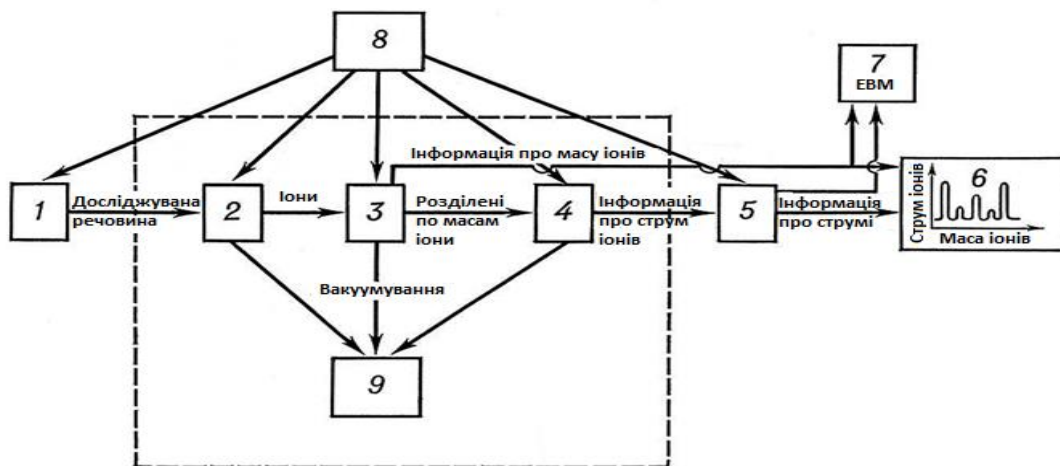 8
7
ЕВМ
Інформація про масу іонів
1
Досліджувана
речовина
2
Іони
3
Розділені
по масам
іони
4
Інформація
про струм
іонів
5
Інформація
про струмі
6
Струм іонів
Маса іонів
Вакуумування
9